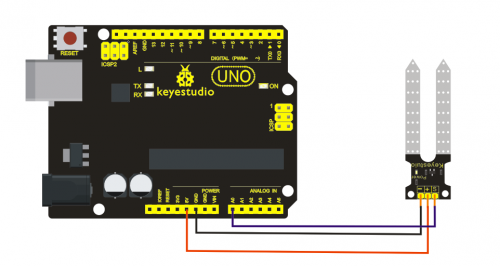 RESET
ICSP2
AREF
GND
13
12
~11
~10
~9
8
7
~6
~5
4
~3
2
TX0 ▶1
RX0 ◀0
DIGITAL (PWM= ~)
L
TX
RX
keyestudio
UNO
ON
1
ICSP
IOREF
RESET
3V3
5V
GND
GND
VIN
POWER
ANALOG IN
A0
A1
A2
A3
Keyestudio
Power
- + S